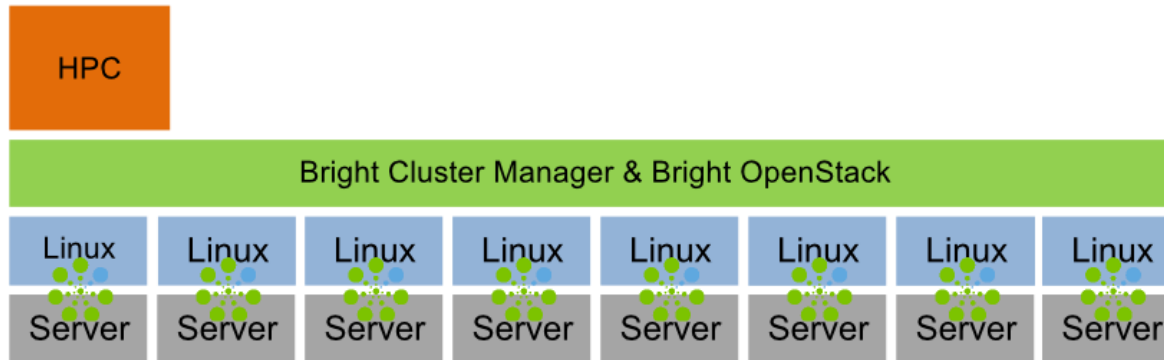 HPC
Bright Cluster Manager & Bright OpenStack
Linux Linux Linux Linux Linux Linux Linux Linux
Server Server Server Server Server Server Server Server